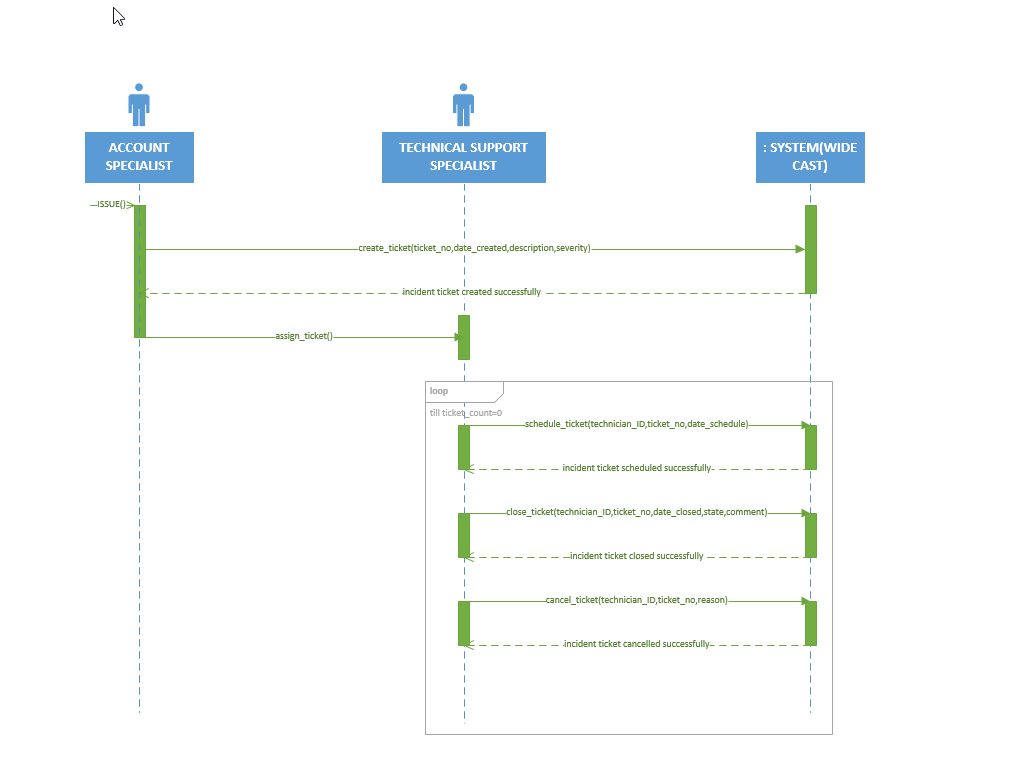 ACCOUNT
SPECIALIST
TECHNICAL SUPPORT
SPECIALIST
: SYSTEM(WIDE
CAST)
ISSUE()
create_ticket(ticket_no,date_created,description,severity)
incident ticket created successfully
assign_ticket()
loop
till ticket_count=0
schedule_ticket(technician_ID,ticket_no,date_schedule)
incident ticket scheduled successfully
close_ticket(technician_ID,ticket_no,date_closed,state,comment)
incident ticket closed successfully
cancel_ticket(technician_ID,ticket_no,reason)
incident ticket cancelled successfully